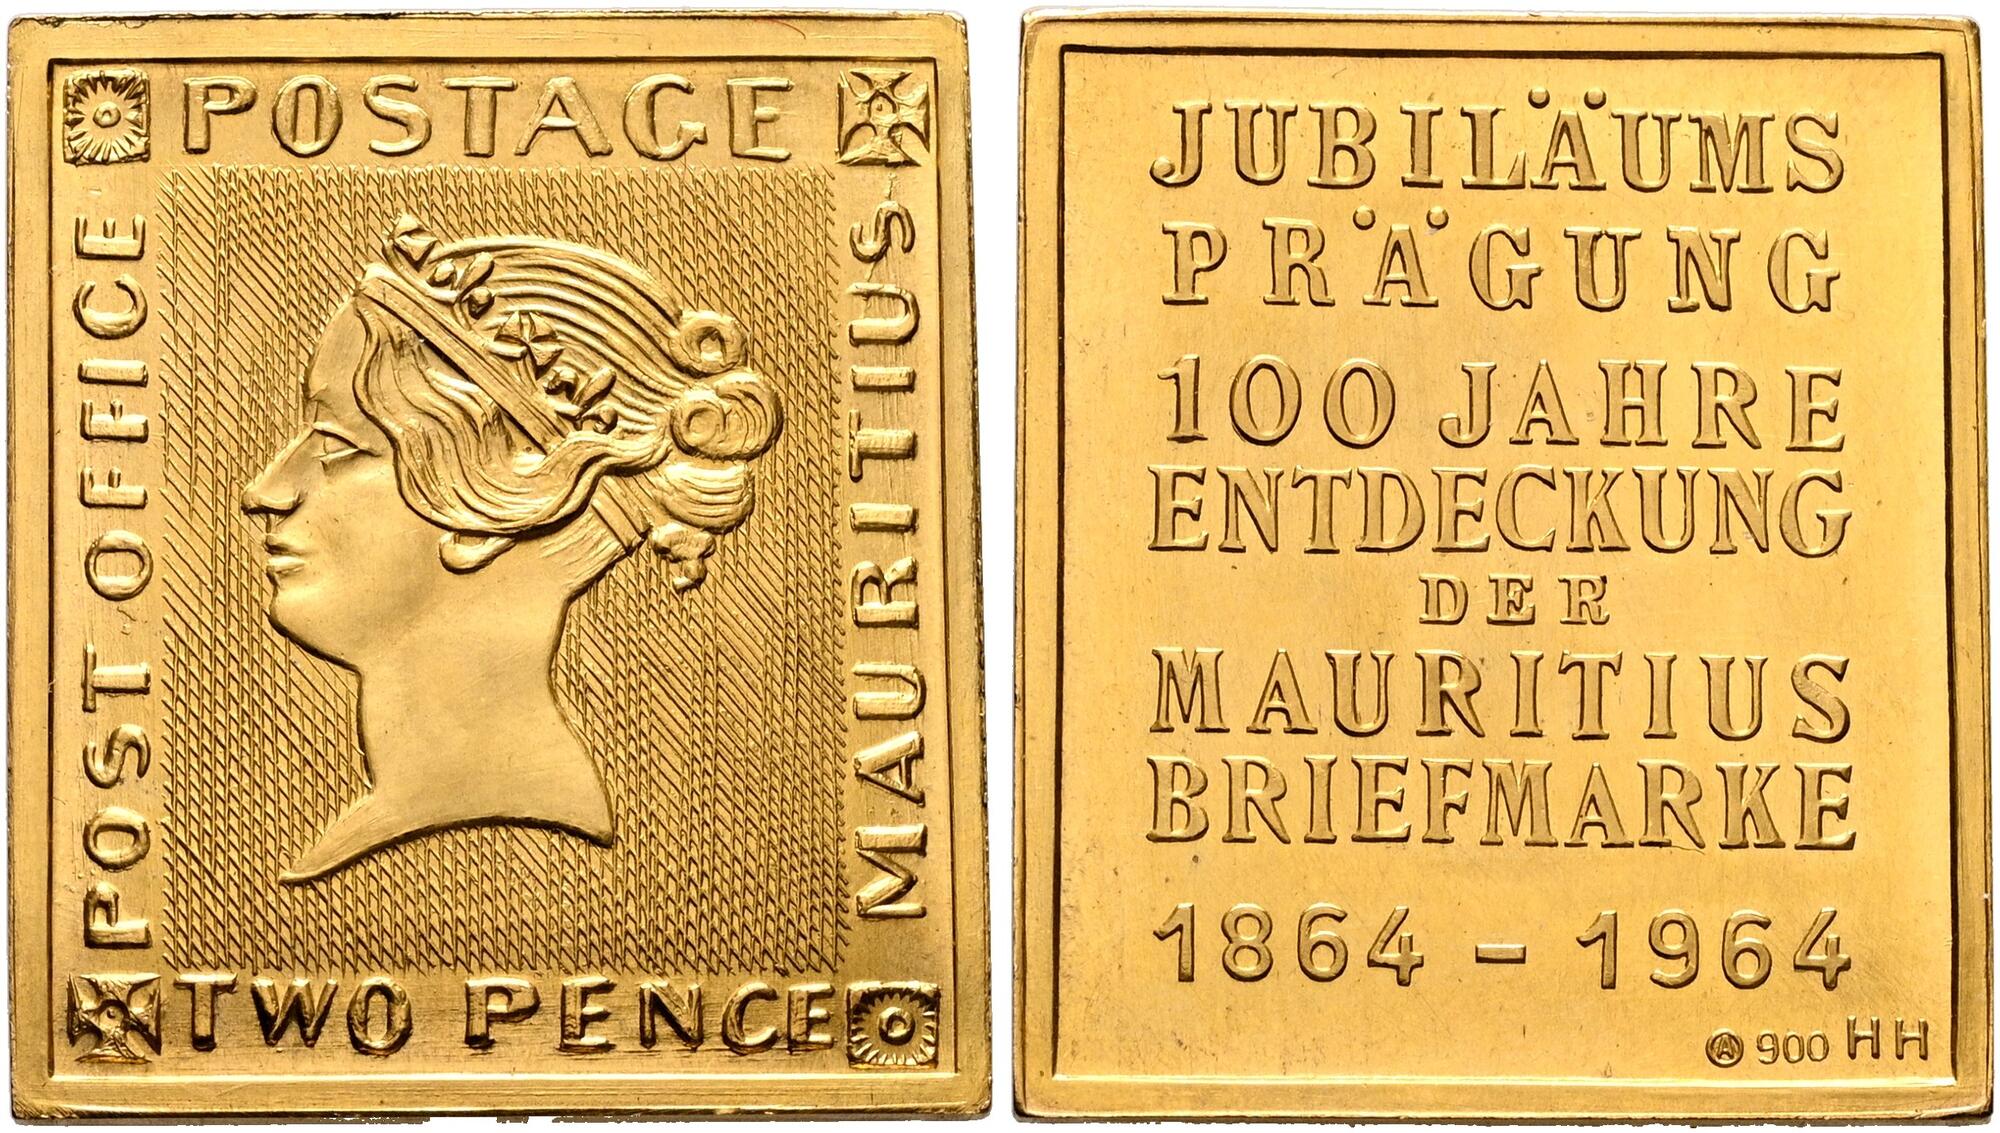 POSTAGE
POST OFFICE
MAURITIUS
TWO PENCE
JUBILÄUMS
PRÄGUNG
100 JAHRE
ENTDECKUNG
DER
MAURITIUS
BRIEFMARKE
1864 - 1964
Ⓐ 900 HH